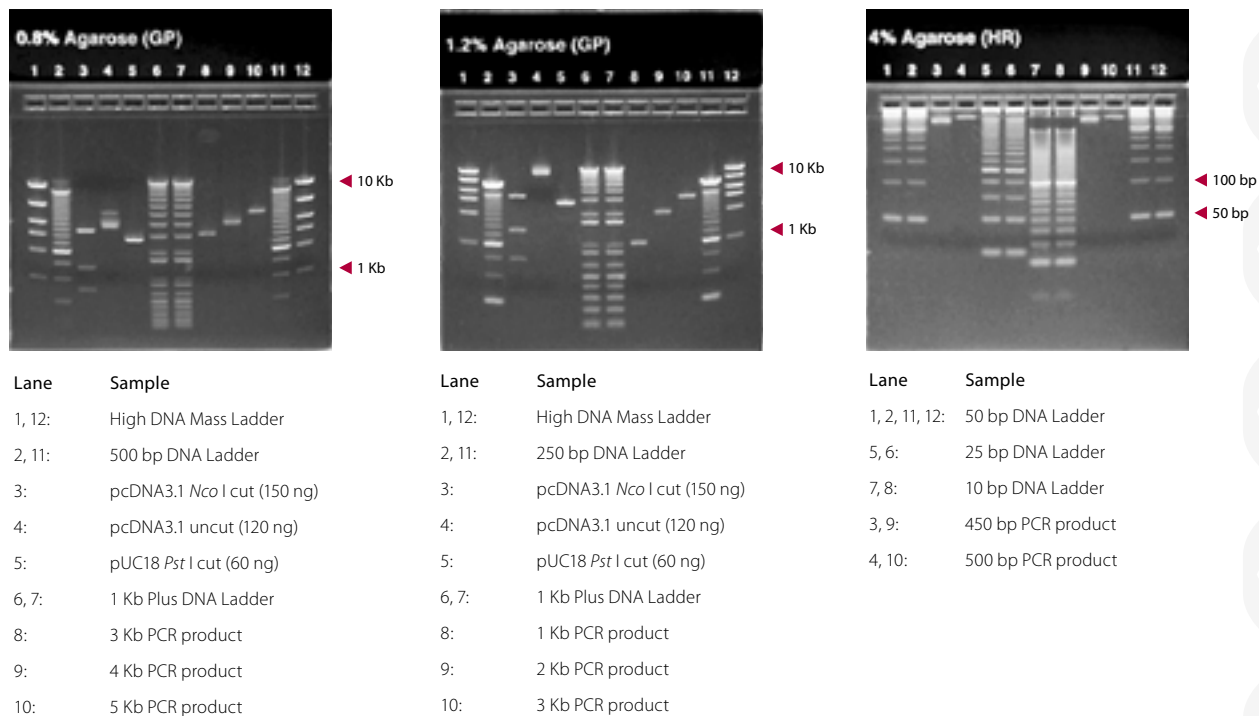 0.8% Agarose (GP)
1 2 3 4 5 6 7 8 9 10 11 12
10 Kb
1 Kb
Lane Sample
1, 12: High DNA Mass Ladder
2, 11: 500 bp DNA Ladder
3: pcDNA3.1 Nco I cut (150 ng)
4: pcDNA3.1 uncut (120 ng)
5: pUC18 Pst I cut (60 ng)
6, 7: 1 Kb Plus DNA Ladder
8: 3 Kb PCR product
9: 4 Kb PCR product
10: 5 Kb PCR product
1.2% Agarose (GP)
1 2 3 4 5 6 7 8 9 10 11 12
10 Kb
1 Kb
Lane Sample
1, 12: High DNA Mass Ladder
2, 11: 250 bp DNA Ladder
3: pcDNA3.1 Nco I cut (150 ng)
4: pcDNA3.1 uncut (120 ng)
5: pUC18 Pst I cut (60 ng)
6, 7: 1 Kb Plus DNA Ladder
8: 1 Kb PCR product
9: 2 Kb PCR product
10: 3 Kb PCR product
4% Agarose (HR)
1 2 3 4 5 6 7 8 9 10 11 12
100 bp
50 bp
Lane Sample
1, 2, 11, 12: 50 bp DNA Ladder
5, 6: 25 bp DNA Ladder
7, 8: 10 bp DNA Ladder
3, 9: 450 bp PCR product
4, 10: 500 bp PCR product